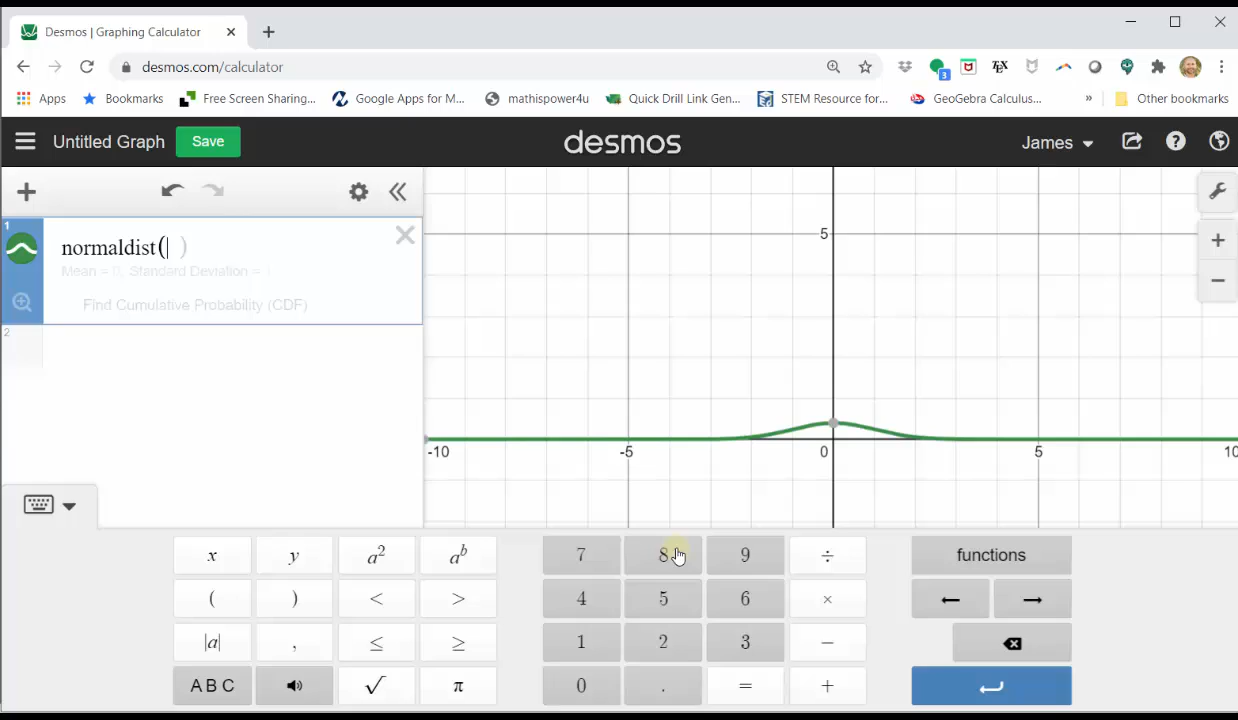 Desmos | Graphing Calculator
desmos.com/calculator
3
TEX
Apps Bookmarks Free Screen Sharing... Google Apps for M... mathispower4u Quick Drill Link Gen... STEM Resource for... GeoGebra Calculus... » Other bookmarks
Untitled Graph Save desmos James
1
normaldist( )
Mean = 0, Standard Deviation = 1
Find Cumulative Probability (CDF)
2
5
-10 -5 0 5 10
x y a² aᵇ 7 8 9 ÷ functions
( ) < > 4 5 6 × ← →
|a| , ≤ ≥ 1 2 3 −
A B C √ π 0 . = +